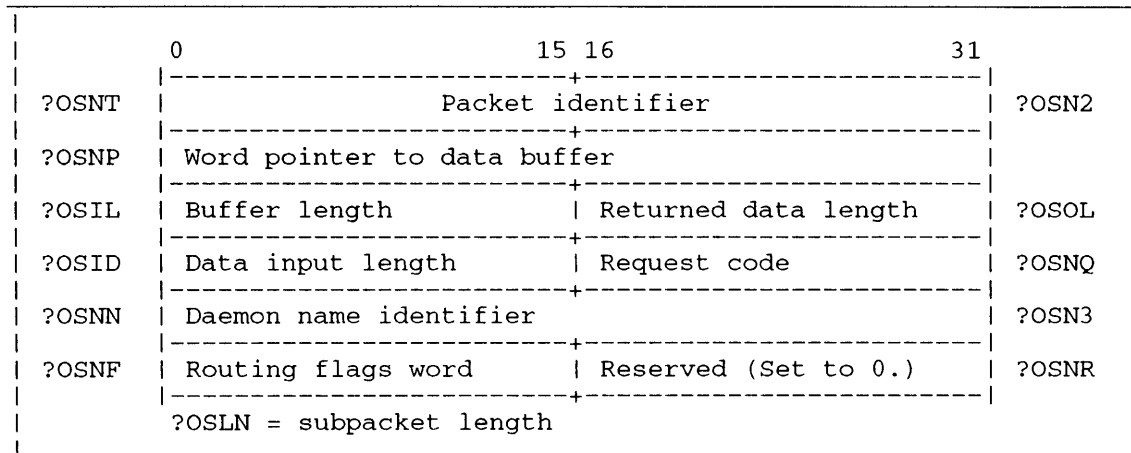 0 15 16 31
?OSNT Packet identifier ?OSN2
?OSNP Word pointer to data buffer
?OSIL Buffer length Returned data length ?OSOL
?OSID Data input length Request code ?OSNQ
?OSNN Daemon name identifier ?OSN3
?OSNF Routing flags word Reserved (Set to 0.) ?OSNR
?OSLN = subpacket length